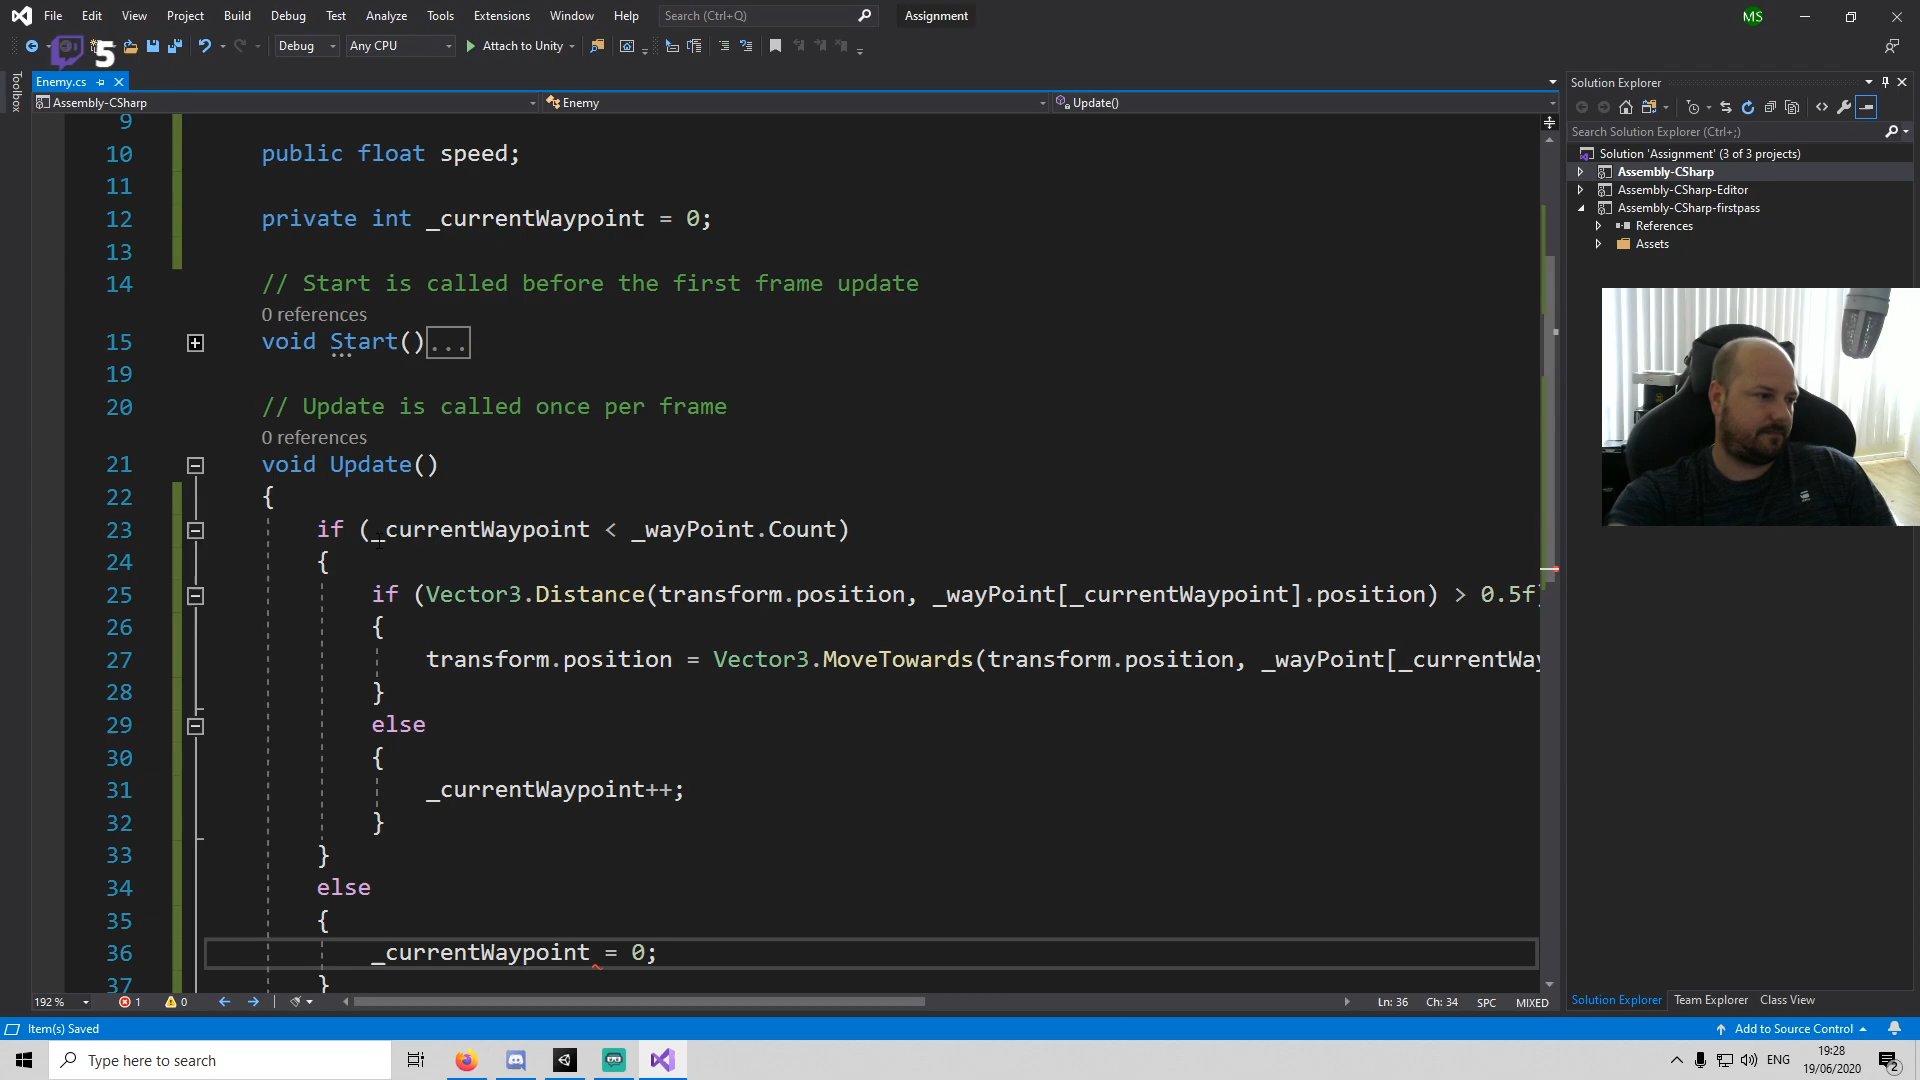 File Edit View Project Build Debug Test Analyze Tools Extensions Window Help Search (Ctrl+Q) Assignment MS
5 Debug Any CPU Attach to Unity
Toolbox
Enemy.cs
Assembly-CSharp Enemy Update()
9
10 public float speed;
11
12 private int _currentWaypoint = 0;
13
14 // Start is called before the first frame update
0 references
15 void Start()...
19
20 // Update is called once per frame
0 references
21 void Update()
22 {
23 if (_currentWaypoint < _wayPoint.Count)
24 {
25 if (Vector3.Distance(transform.position, _wayPoint[_currentWaypoint].position) > 0.5f)
26 {
27 transform.position = Vector3.MoveTowards(transform.position, _wayPoint[_currentWay
28 }
29 else
30 {
31 _currentWaypoint++;
32 }
33 }
34 else
35 {
36 _currentWaypoint = 0;
37 }
192 % 1 0 Ln: 36 Ch: 34 SPC MIXED
Solution Explorer
Search Solution Explorer (Ctrl+;)
Solution 'Assignment' (3 of 3 projects)
Assembly-CSharp
Assembly-CSharp-Editor
Assembly-CSharp-firstpass
References
Assets
Solution Explorer Team Explorer Class View
Item(s) Saved Add to Source Control
Type here to search ENG 19:28
19/06/2020 2